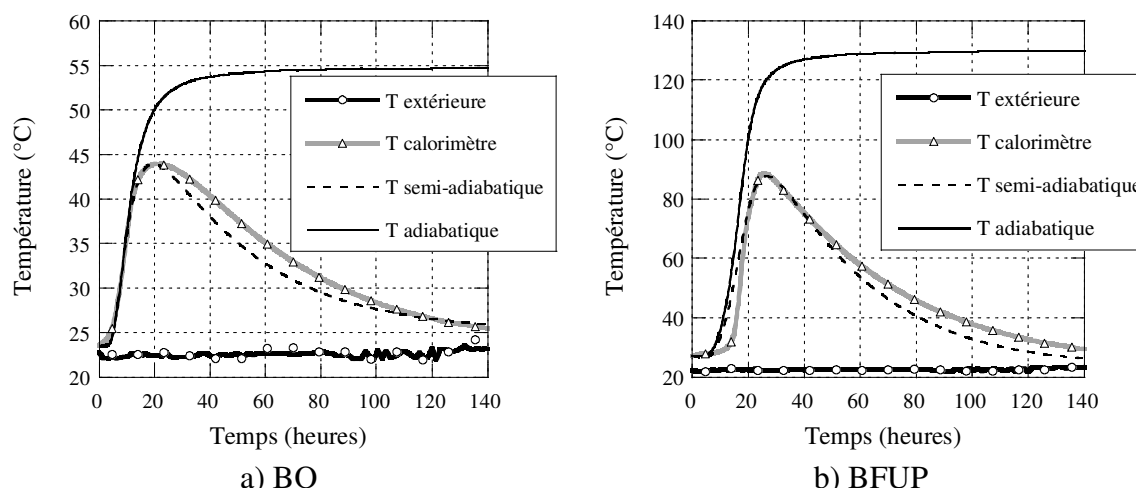 60
55
50
45
40
35
30
25
20
Température (°C)
0 20 40 60 80 100 120 140
Temps (heures)
T extérieure
T calorimètre
T semi-adiabatique
T adiabatique
a) BO
140
120
100
80
60
40
20
Température (°C)
0 20 40 60 80 100 120 140
Temps (heures)
T extérieure
T calorimètre
T semi-adiabatique
T adiabatique
b) BFUP